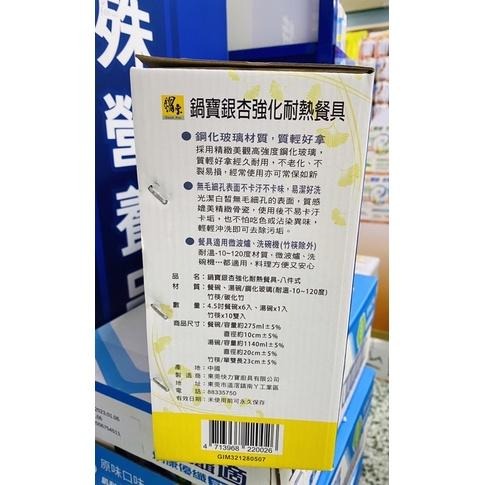 鍋寶
鍋寶銀杏強化耐熱餐具
● 鋼化玻璃材質,質輕好拿
採用精緻美觀高強度鋼化玻璃,
質輕好拿經久耐用,不老化、不
裂易損,經常使用亦可常保如新
● 無毛細孔表面不卡汙不卡味,易潔好洗
光潔白皙無毛細孔的表面,質感
媲美精緻骨瓷,使用後不易卡汙
卡垢,也不怕吃色或沾染異味,
輕輕沖洗即可去除污垢。
● 餐具適用微波爐、洗碗機(竹筷除外)
耐溫-10~120度材質,微波爐、洗
碗機…都適用,料理方便又安心
品 名:鍋寶銀杏強化耐熱餐具-八件式
材 質:餐碗、湯碗/鋼化玻璃(耐溫-10~120度)
竹筷/碳化竹
數 量:4.5吋餐碗x6入、湯碗x1入
竹筷x10雙入
商品尺寸:餐碗/容量約275ml±5%
直徑約10cm±5%
湯碗/容量約1140ml±5%
直徑約20cm±5%
竹筷/單雙長23cm±5%
產 地:中國
製 造 商:東莞快力寶廚具有限公司
地 址:東莞市道滘鎮南丫工業區
電 話:88335750
有效日期:未使用前可永久保存
4 713968 220026
GIM321280507
殊
營
養
品
2023.01.06
原味口味